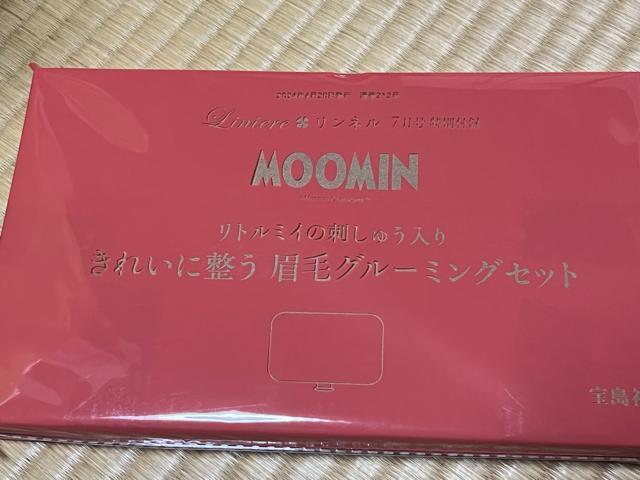 Liniere リンネル 7月号 特別付録
MOOMIN
リトルミイの刺しゅう入り
きれいに整う 眉毛グルーミングセット
宝島社